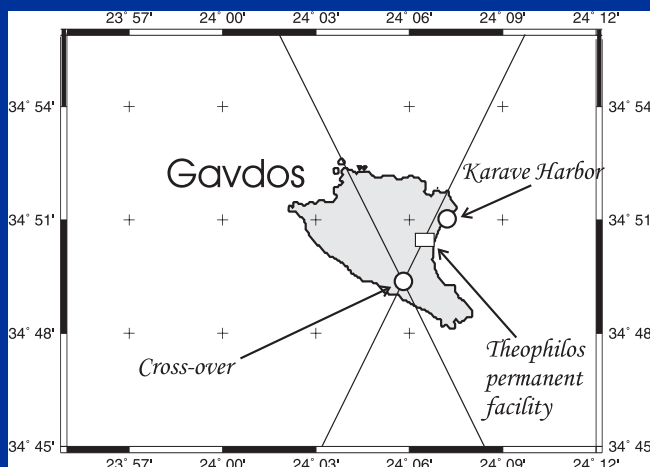 23° 57' 24° 00' 24° 03' 24° 06' 24° 09' 24° 12'
34° 54' 34° 54'
Gavdos
Karave Harbor
34° 51' 34° 51'
34° 48' 34° 48'
Cross-over
Theophilos
permanent
facility
34° 45' 34° 45'
23° 57' 24° 00' 24° 03' 24° 06' 24° 09' 24° 12'